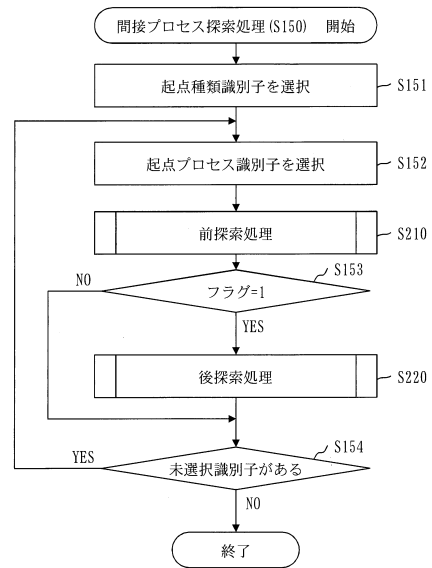 間接プロセス探索処理(S150) 開始
起点種類識別子を選択
S151
起点プロセス識別子を選択
S152
前探索処理
S210
S153
NO
フラグ=1
YES
後探索処理
S220
S154
YES
未選択識別子がある
NO
終了